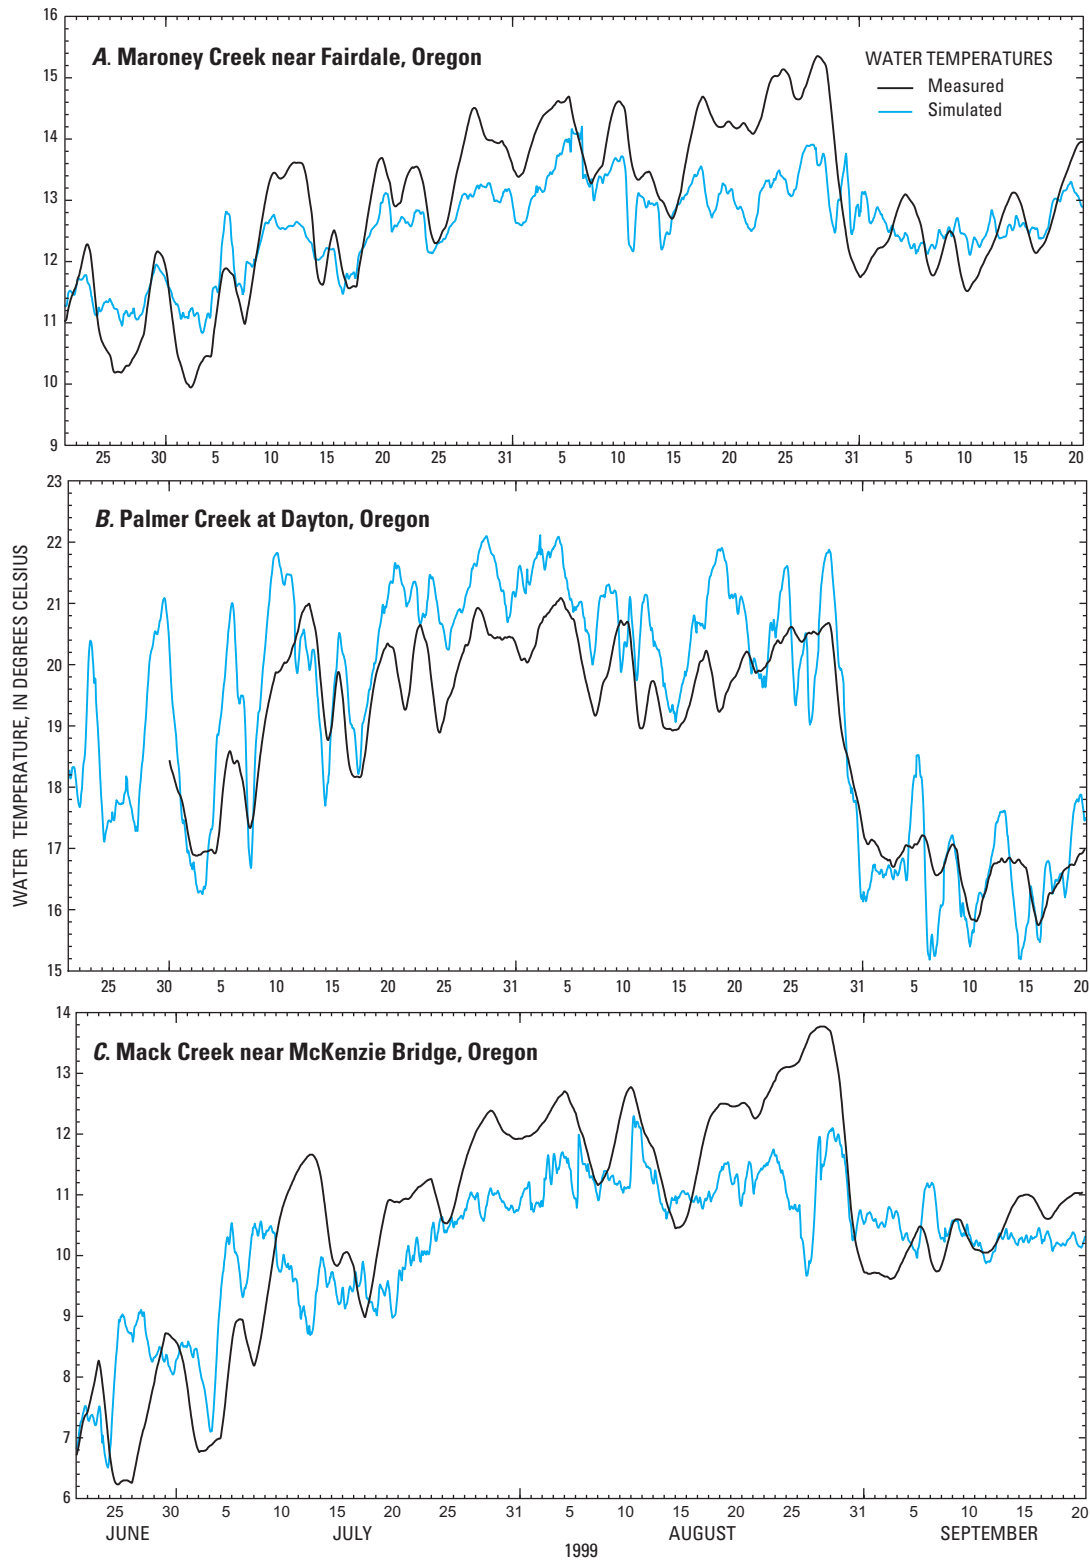 A. Maroney Creek near Fairdale, Oregon
WATER TEMPERATURES
Measured
Simulated
16
15
14
13
12
11
10
9
25 30 5 10 15 20 25 31 5 10 15 20 25 31 5 10 15 20
WATER TEMPERATURE, IN DEGREES CELSIUS
B. Palmer Creek at Dayton, Oregon
23
22
21
20
19
18
17
16
15
25 30 5 10 15 20 25 31 5 10 15 20 25 31 5 10 15 20
C. Mack Creek near McKenzie Bridge, Oregon
14
13
12
11
10
9
8
7
6
25 30 5 10 15 20 25 31 5 10 15 20 25 31 5 10 15 20
JUNE JULY AUGUST SEPTEMBER
1999